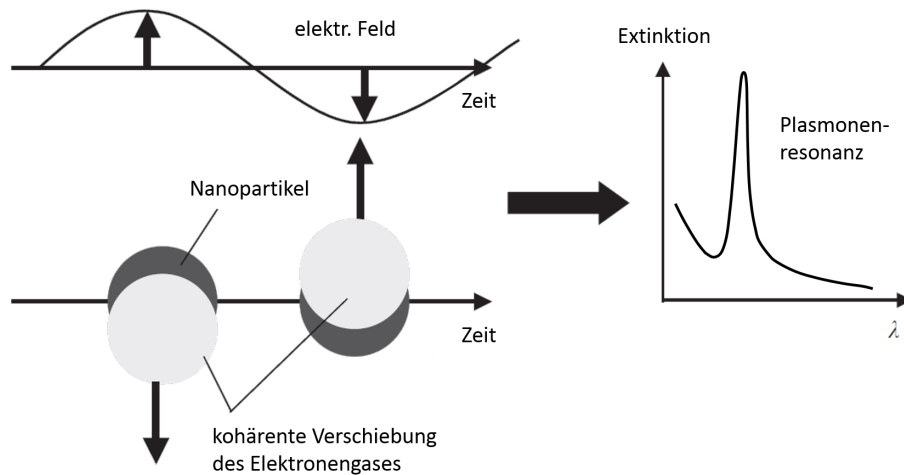 elektr. Feld
Zeit
Nanopartikel
Zeit
kohärente Verschiebung
des Elektronengases
Extinktion
Plasmonen-
resonanz
λ